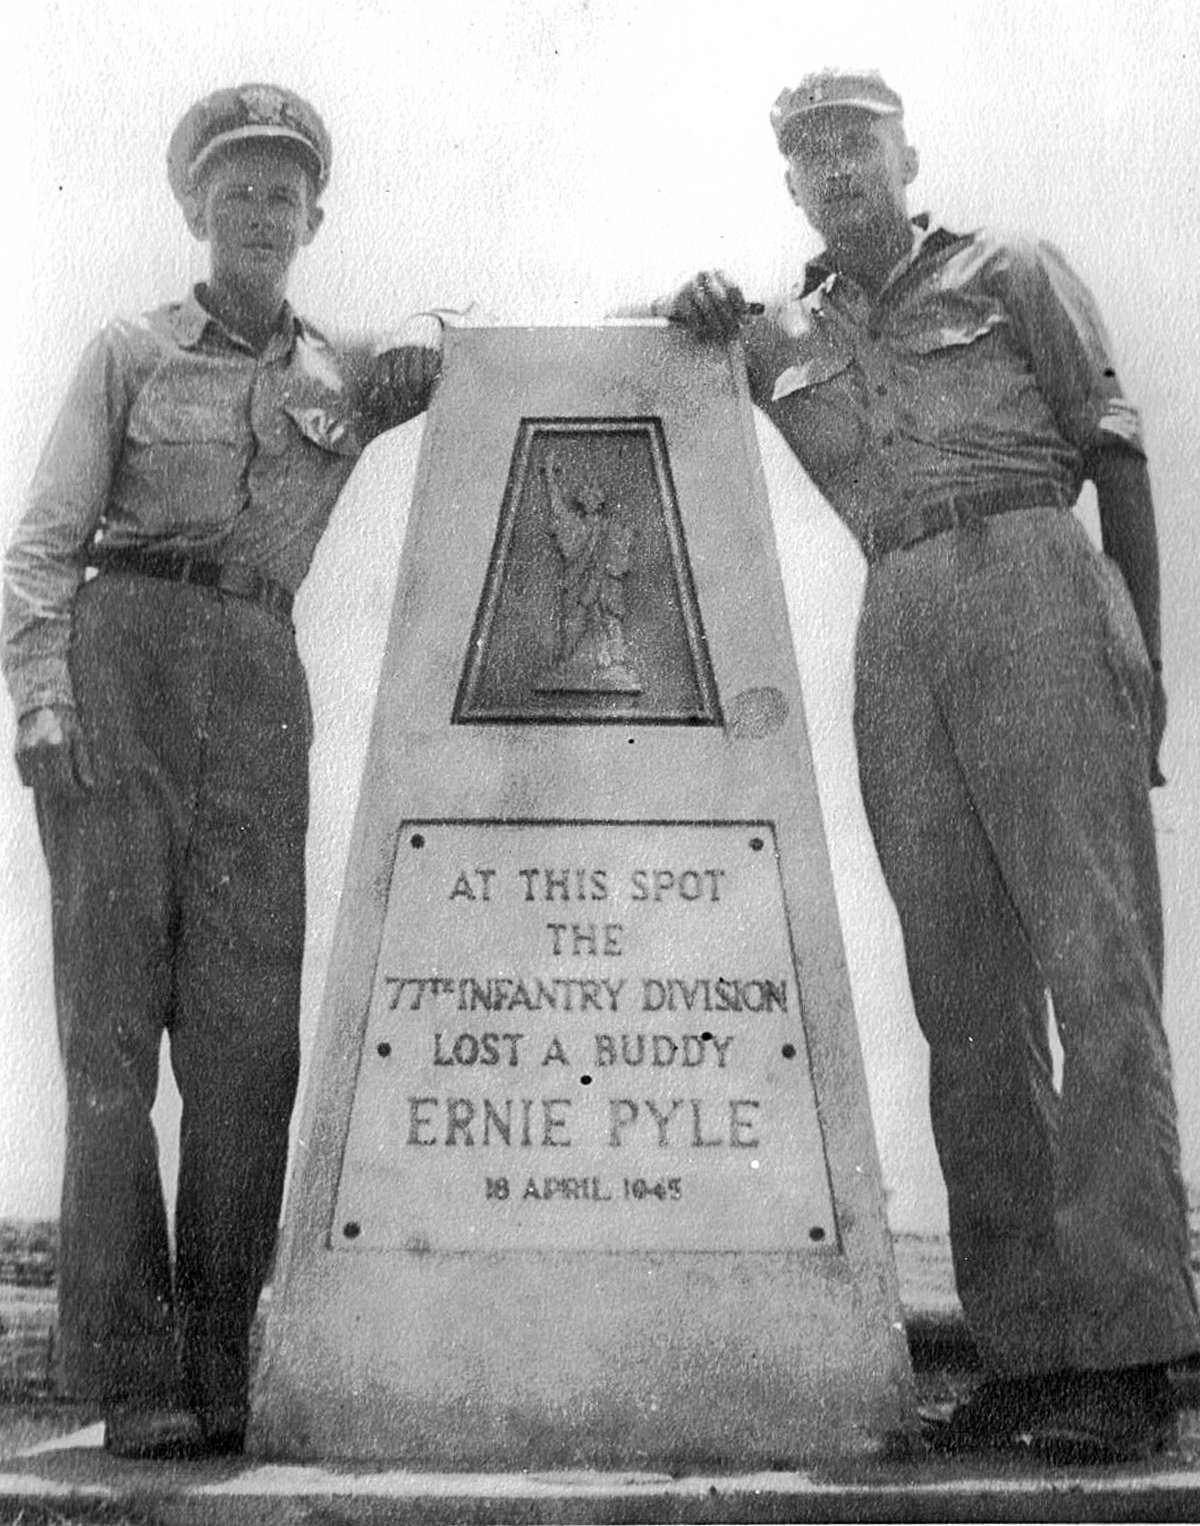 AT THIS SPOT
THE
77TH INFANTRY DIVISION
LOST A BUDDY
ERNIE PYLE
18 APRIL 1945